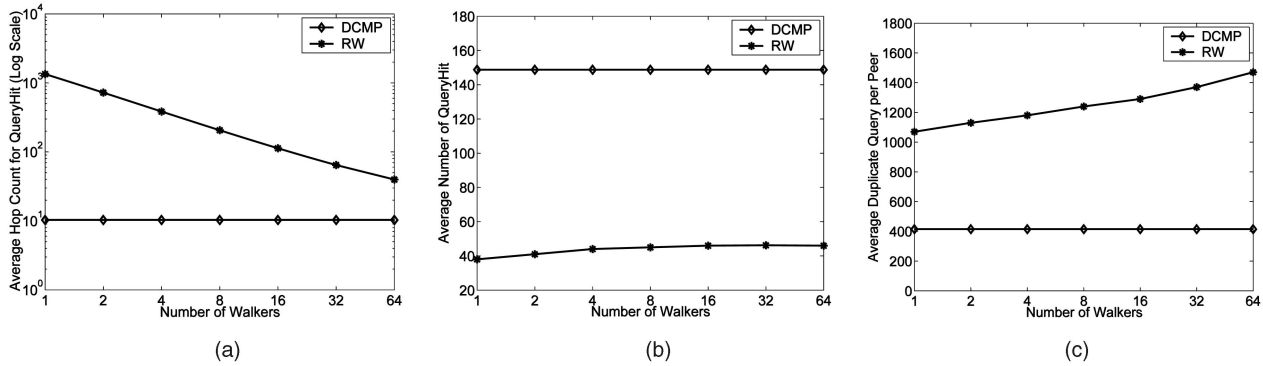 Average Hop Count for QueryHit (Log Scale)
10^4
10^3
10^2
10^1
10^0
DCMP
RW
1 2 4 8 16 32 64
Number of Walkers
(a)
Average Number of QueryHit
180
160
140
120
100
80
60
40
20
DCMP
RW
1 2 4 8 16 32 64
Number of Walkers
(b)
Average Duplicate Query per Peer
1800
1600
1400
1200
1000
800
600
400
200
0
DCMP
RW
1 2 4 8 16 32 64
Number of Walkers
(c)